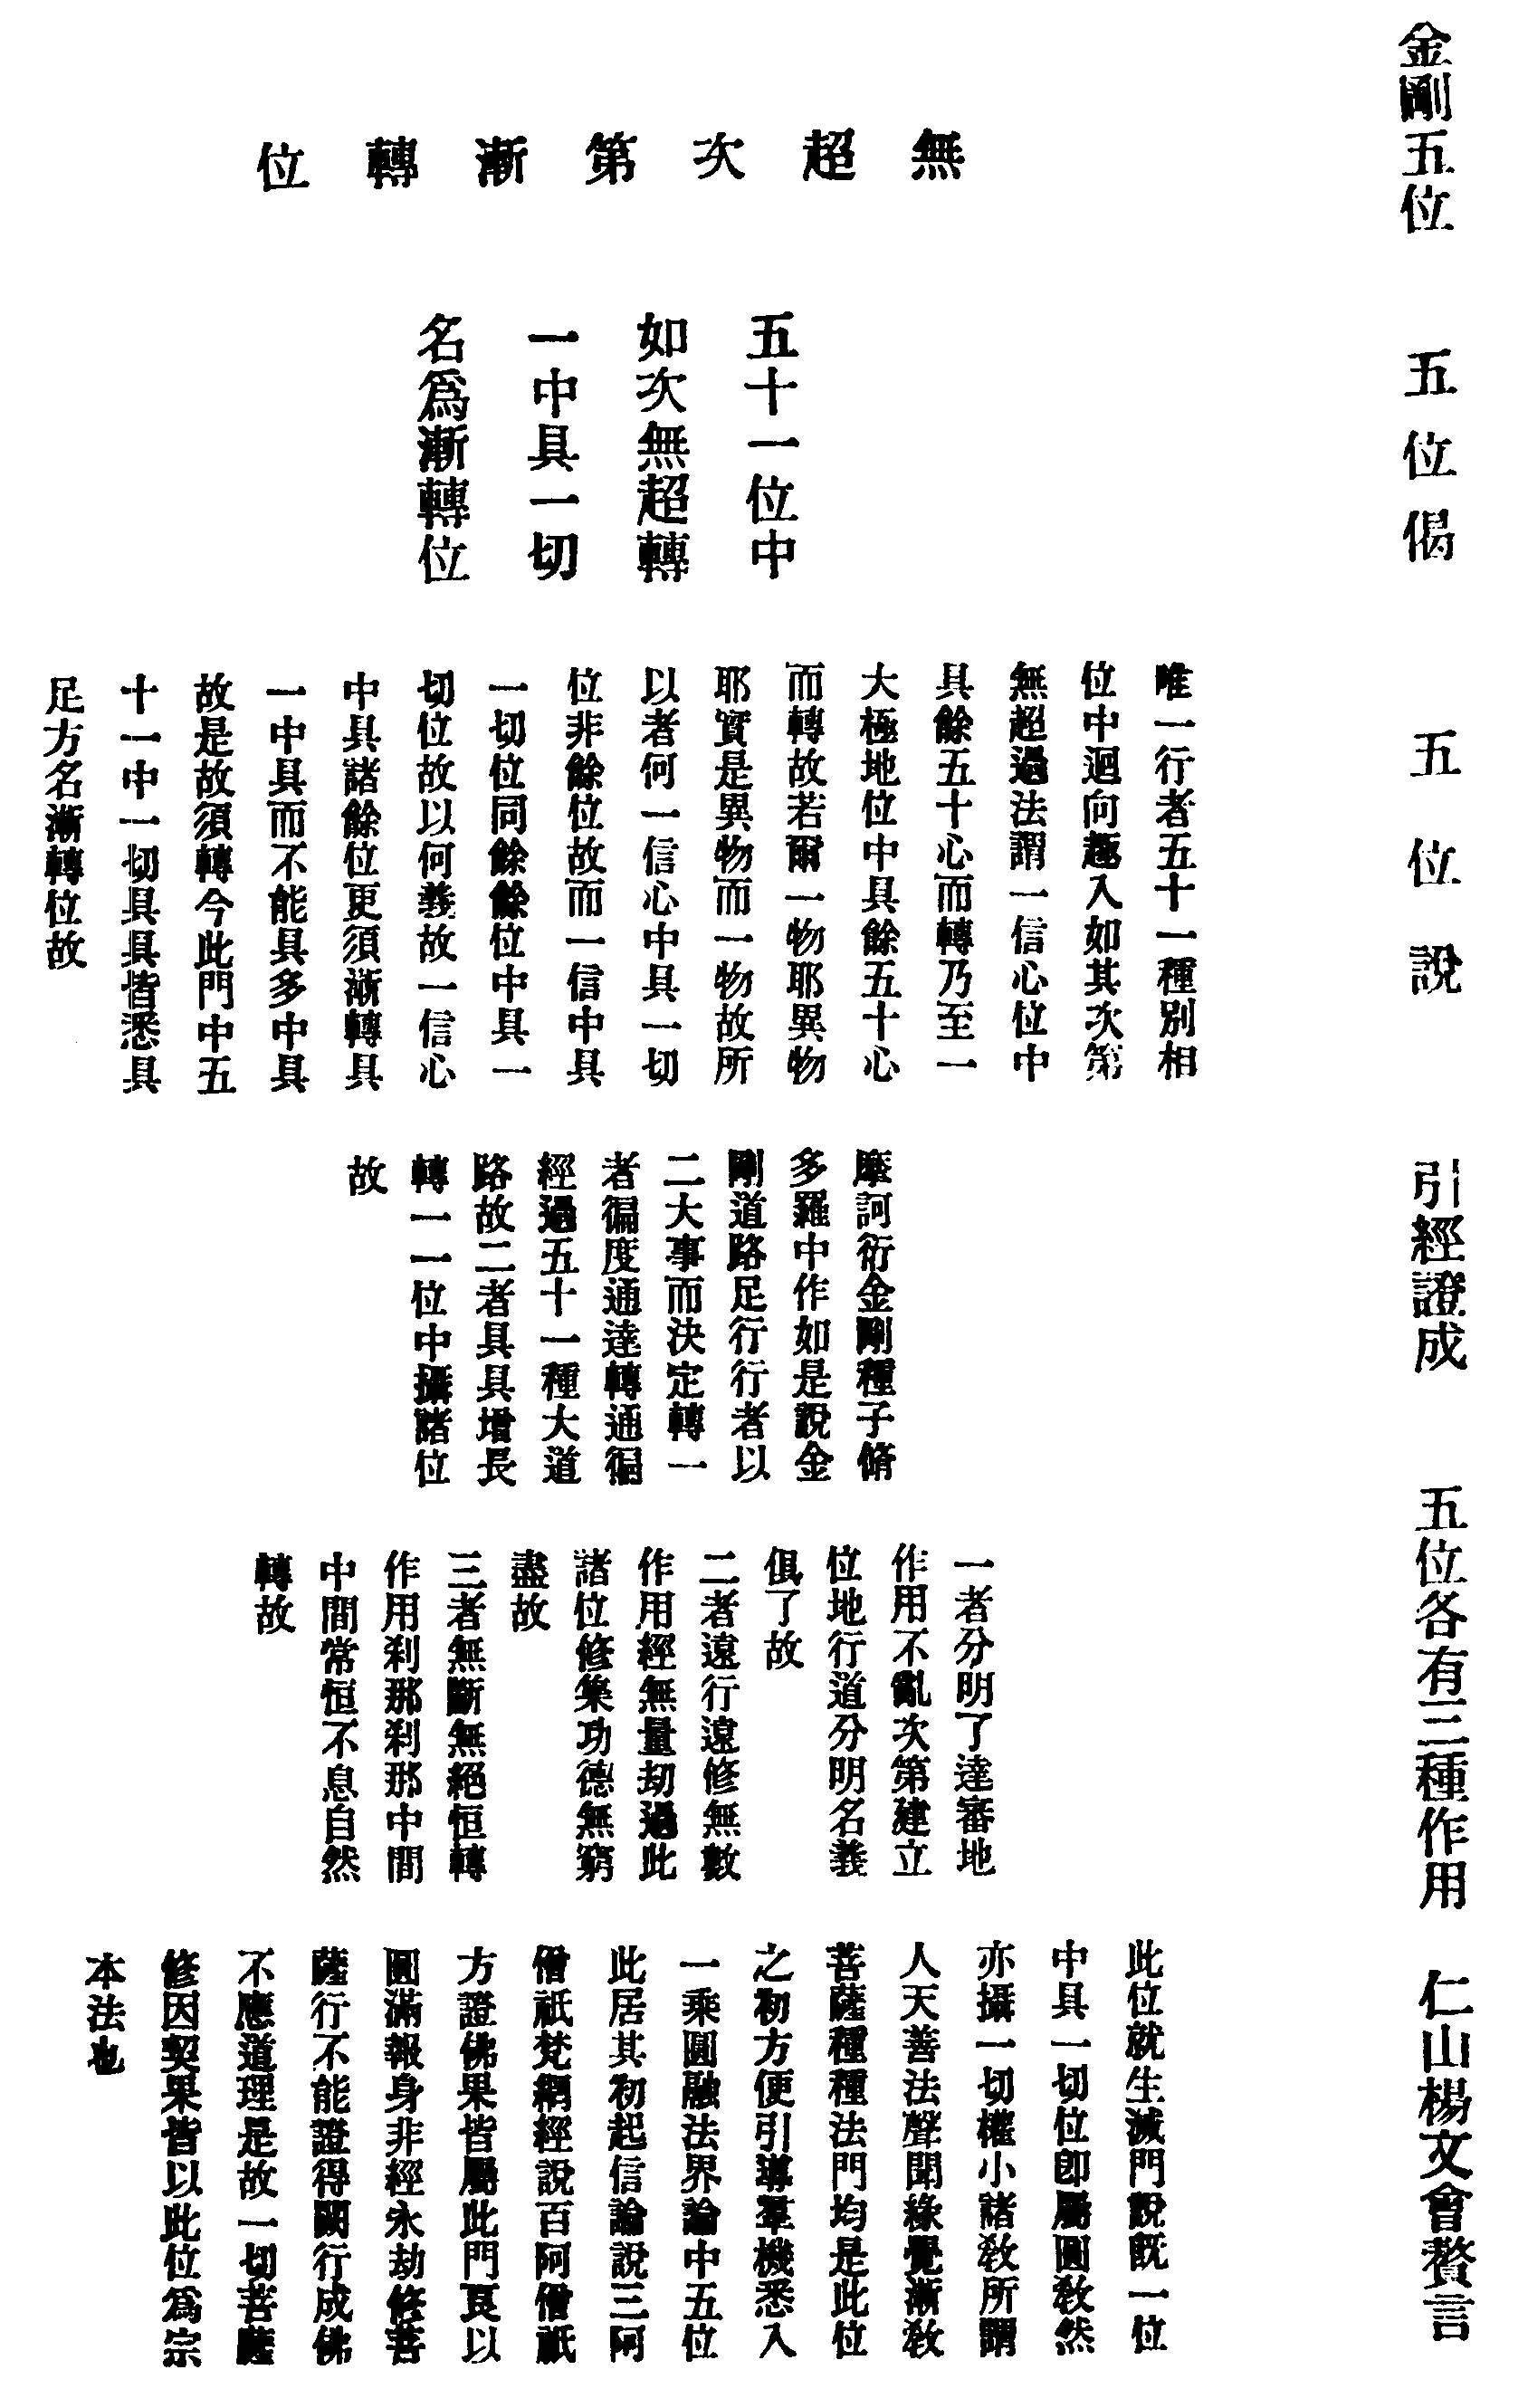 金剛五位
五位偈
五位說
引經證成
五位各有三種作用
仁山楊文會贅言
無超次第漸轉位
五十一位中
如次無超轉
一中具一切
名爲漸轉位
唯一行者五十一種別相
位中迴向趣入如其次第
無超過法謂一信心位中
具餘五十心而轉乃至一
大極地位中具餘五十心
而轉故若爾一物耶異物
耶實是異物而一物故所
以者何一信心中具一切
位非餘位故而一信中具
一切位同餘餘位中具一
切位故以何義故一信心
中具諸餘位更須漸轉具
一中具而不能具多中具
故是故須轉今此門中五
十一中一切具具皆悉具
足方名漸轉位故
摩訶衍金剛種子脩
多羅中作如是說金
剛道路足行行者以
二大事而決定轉一
者徧度通達轉通徧
經過五十一種大道
路故二者具具增長
轉一一位中攝諸位
故
一者分明了達審地
作用不亂次第建立
位地行道分明名義
俱了故
二者遠行遠修無數
作用經無量劫過此
諸位修集功德無窮
盡故
三者無斷無絕恒轉
作用刹那刹那中間
中間常恒不息自然
轉故
此位就生滅門說旣一位
中具一切位卽屬圓敎然
亦攝一切權小諸敎所謂
人天善法聲聞緣覺漸敎
菩薩種種法門均是此位
之初方便引導羣機悉入
一乘圓融法界論中五位
此居其初起信論說三阿
僧祇梵網經說百阿僧祇
方證佛果皆屬此門良以
圓滿報身非經永劫修菩
薩行不能證得闕行成佛
不應道理是故一切菩薩
修因契果皆以此位爲宗
本法也